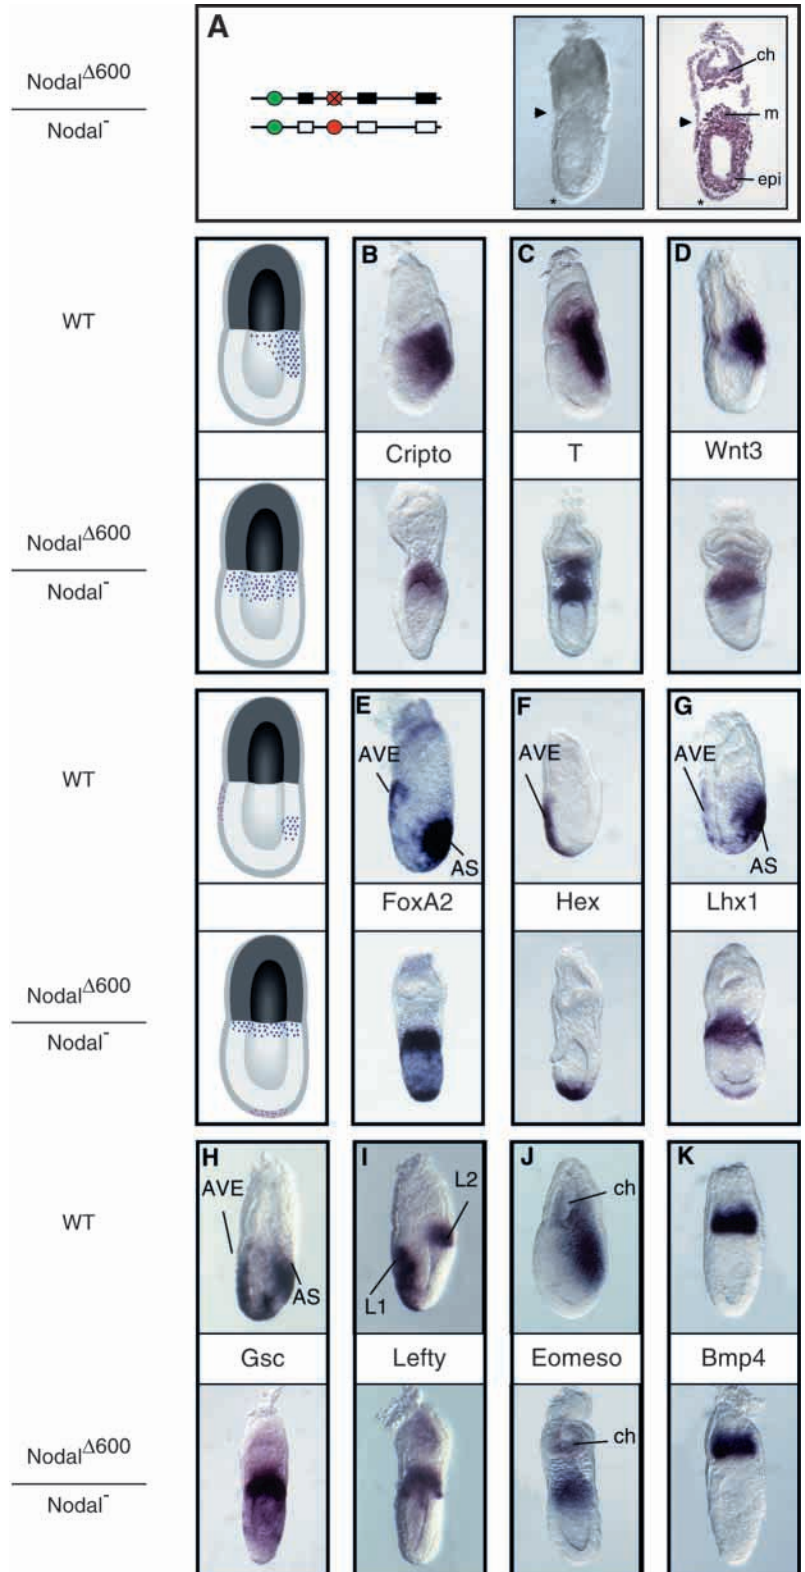 A
Nodal^Δ600
Nodal^-
ch
m
epi
*
*
WT
B
C
D
Cripto
T
Wnt3
Nodal^Δ600
Nodal^-
WT
E
F
G
AVE
AS
AVE
AVE
AS
FoxA2
Hex
Lhx1
Nodal^Δ600
Nodal^-
WT
H
I
J
K
AVE
AS
L2
L1
ch
Gsc
Lefty
Eomeso
Bmp4
Nodal^Δ600
Nodal^-
ch